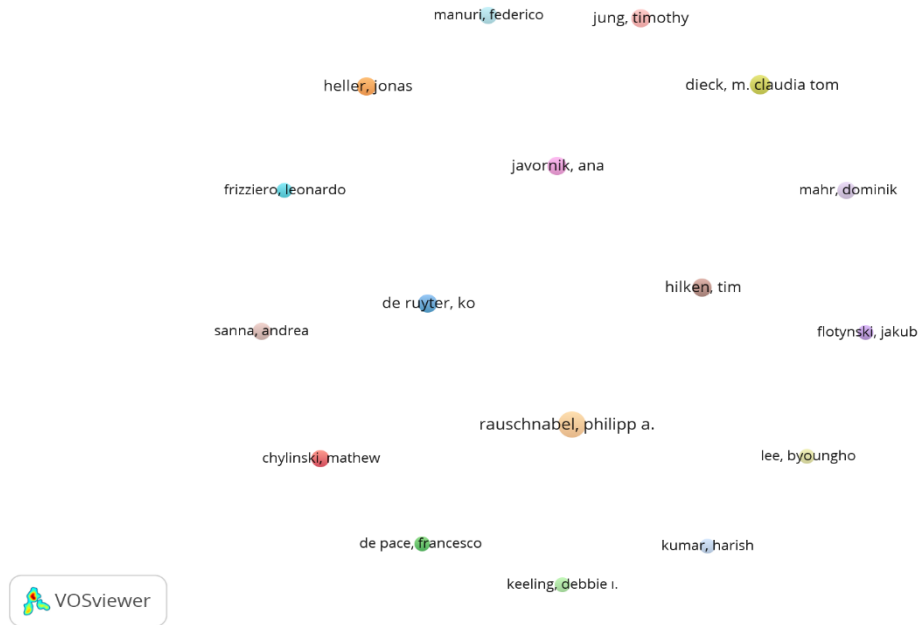 manuri, federico
jung, timothy
heller, jonas
dieck, m. claudia tom
javornik, ana
frizziero, leonardo
mahr, dominik
hilken, tim
de ruyter, ko
sanna, andrea
flotynski, jakub
rauschnabel, philipp a.
chylinski, mathew
lee, byoungho
de pace, francesco
kumar, harish
keeling, debbie i.
VOSviewer